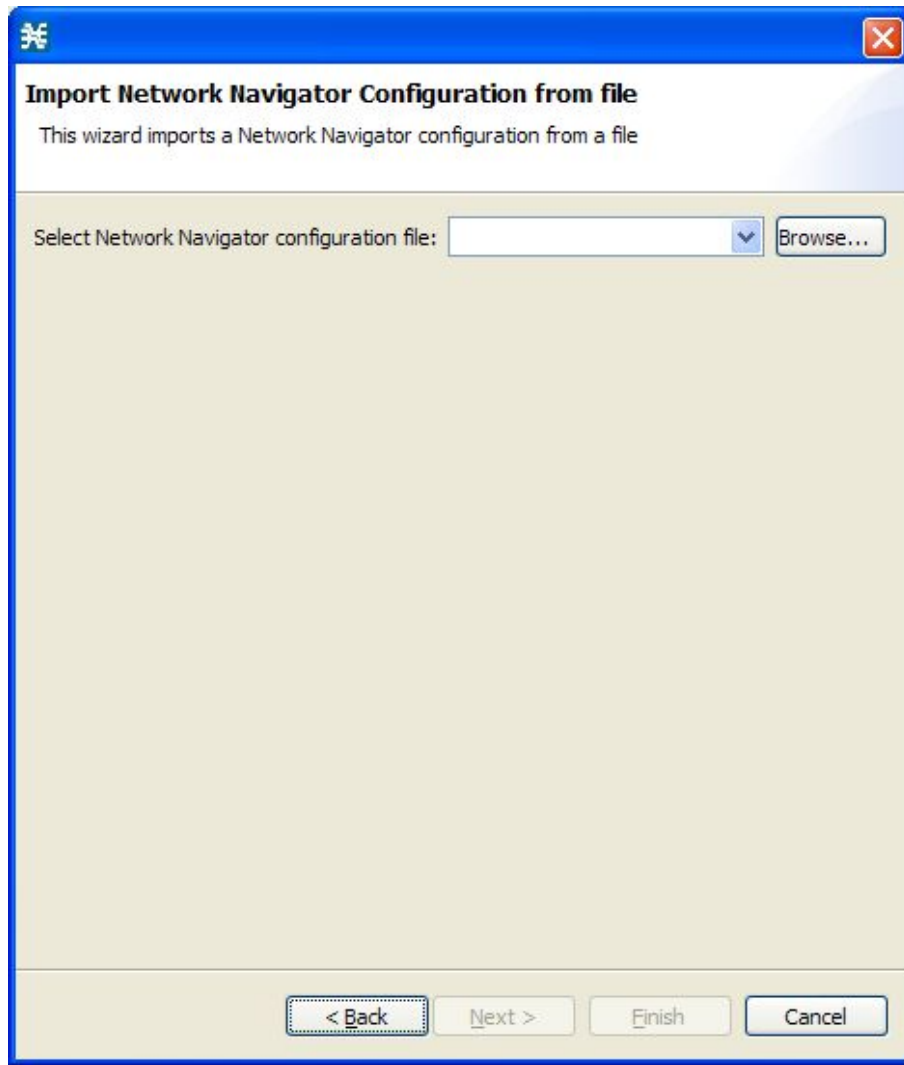 Import Network Navigator Configuration from file
This wizard imports a Network Navigator configuration from a file
Select Network Navigator configuration file: Browse...
< Back Next > Finish Cancel